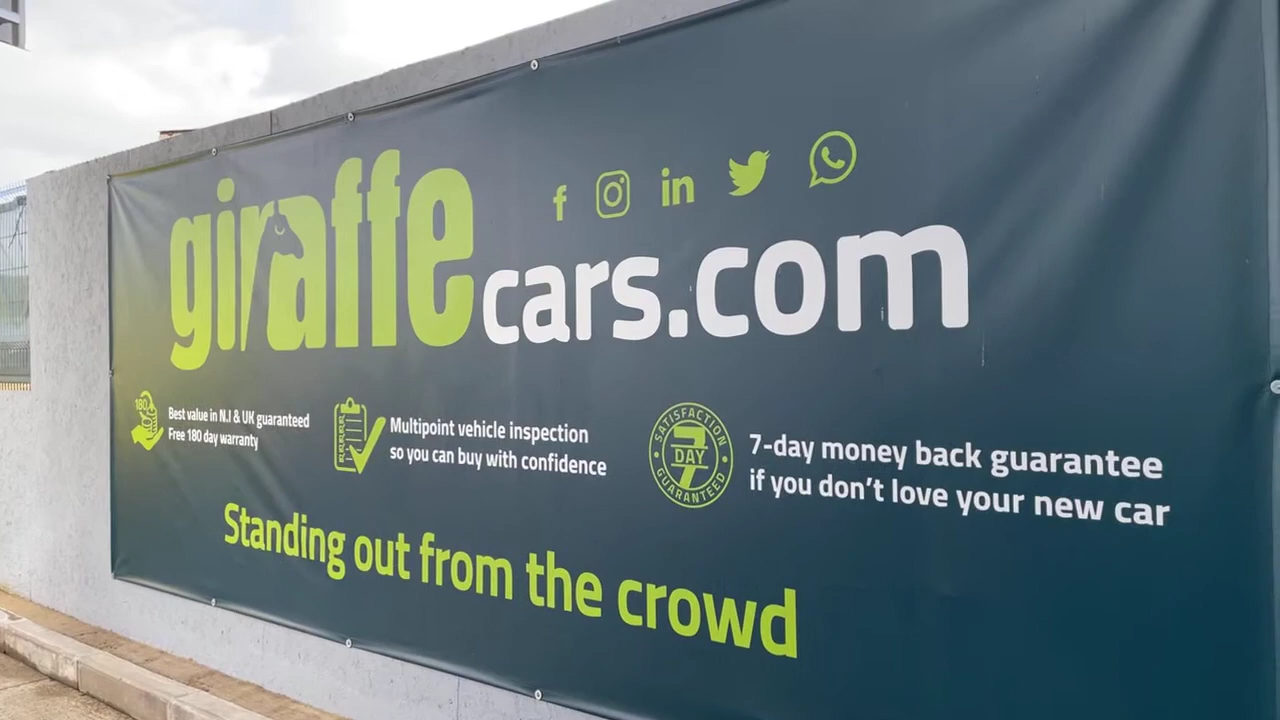 giraffecars.com
180
Best value in N.I & UK guaranteed
Free 180 day warranty
Multipoint vehicle inspection
so you can buy with confidence
SATISFACTION
7
DAY
GUARANTEED
7-day money back guarantee
if you don't love your new car
Standing out from the crowd